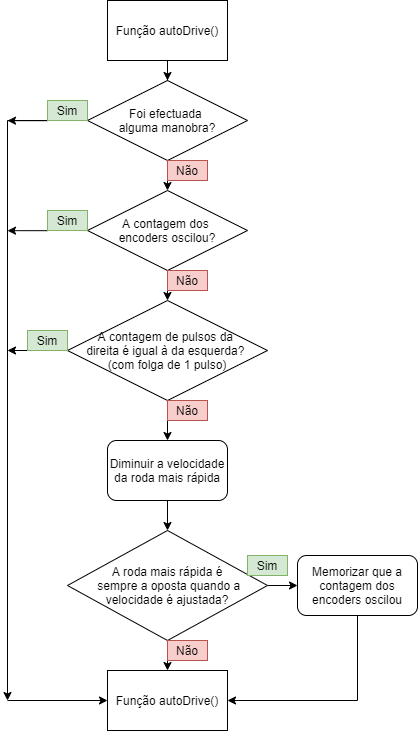 Função autoDrive()
Sim
Foi efectuada
alguma manobra?
Não
Sim
A contagem dos
encoders oscilou?
Não
Sim
A contagem de pulsos da
direita é igual à da esquerda?
(com folga de 1 pulso)
Não
Diminuir a velocidade
da roda mais rápida
A roda mais rápida é
sempre a oposta quando a
velocidade é ajustada?
Sim
Memorizar que a
contagem dos
encoders oscilou
Não
Função autoDrive()